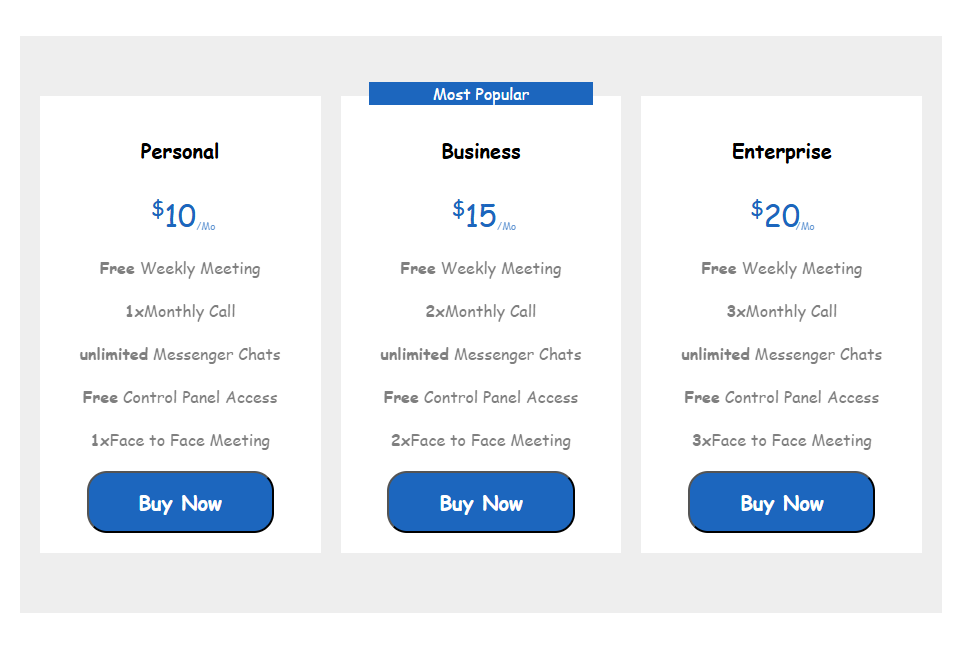 Most Popular
Personal
$10/Mo
Free Weekly Meeting
1xMonthly Call
unlimited Messenger Chats
Free Control Panel Access
1xFace to Face Meeting
Buy Now
Business
$15/Mo
Free Weekly Meeting
2xMonthly Call
unlimited Messenger Chats
Free Control Panel Access
2xFace to Face Meeting
Buy Now
Enterprise
$20/Mo
Free Weekly Meeting
3xMonthly Call
unlimited Messenger Chats
Free Control Panel Access
3xFace to Face Meeting
Buy Now